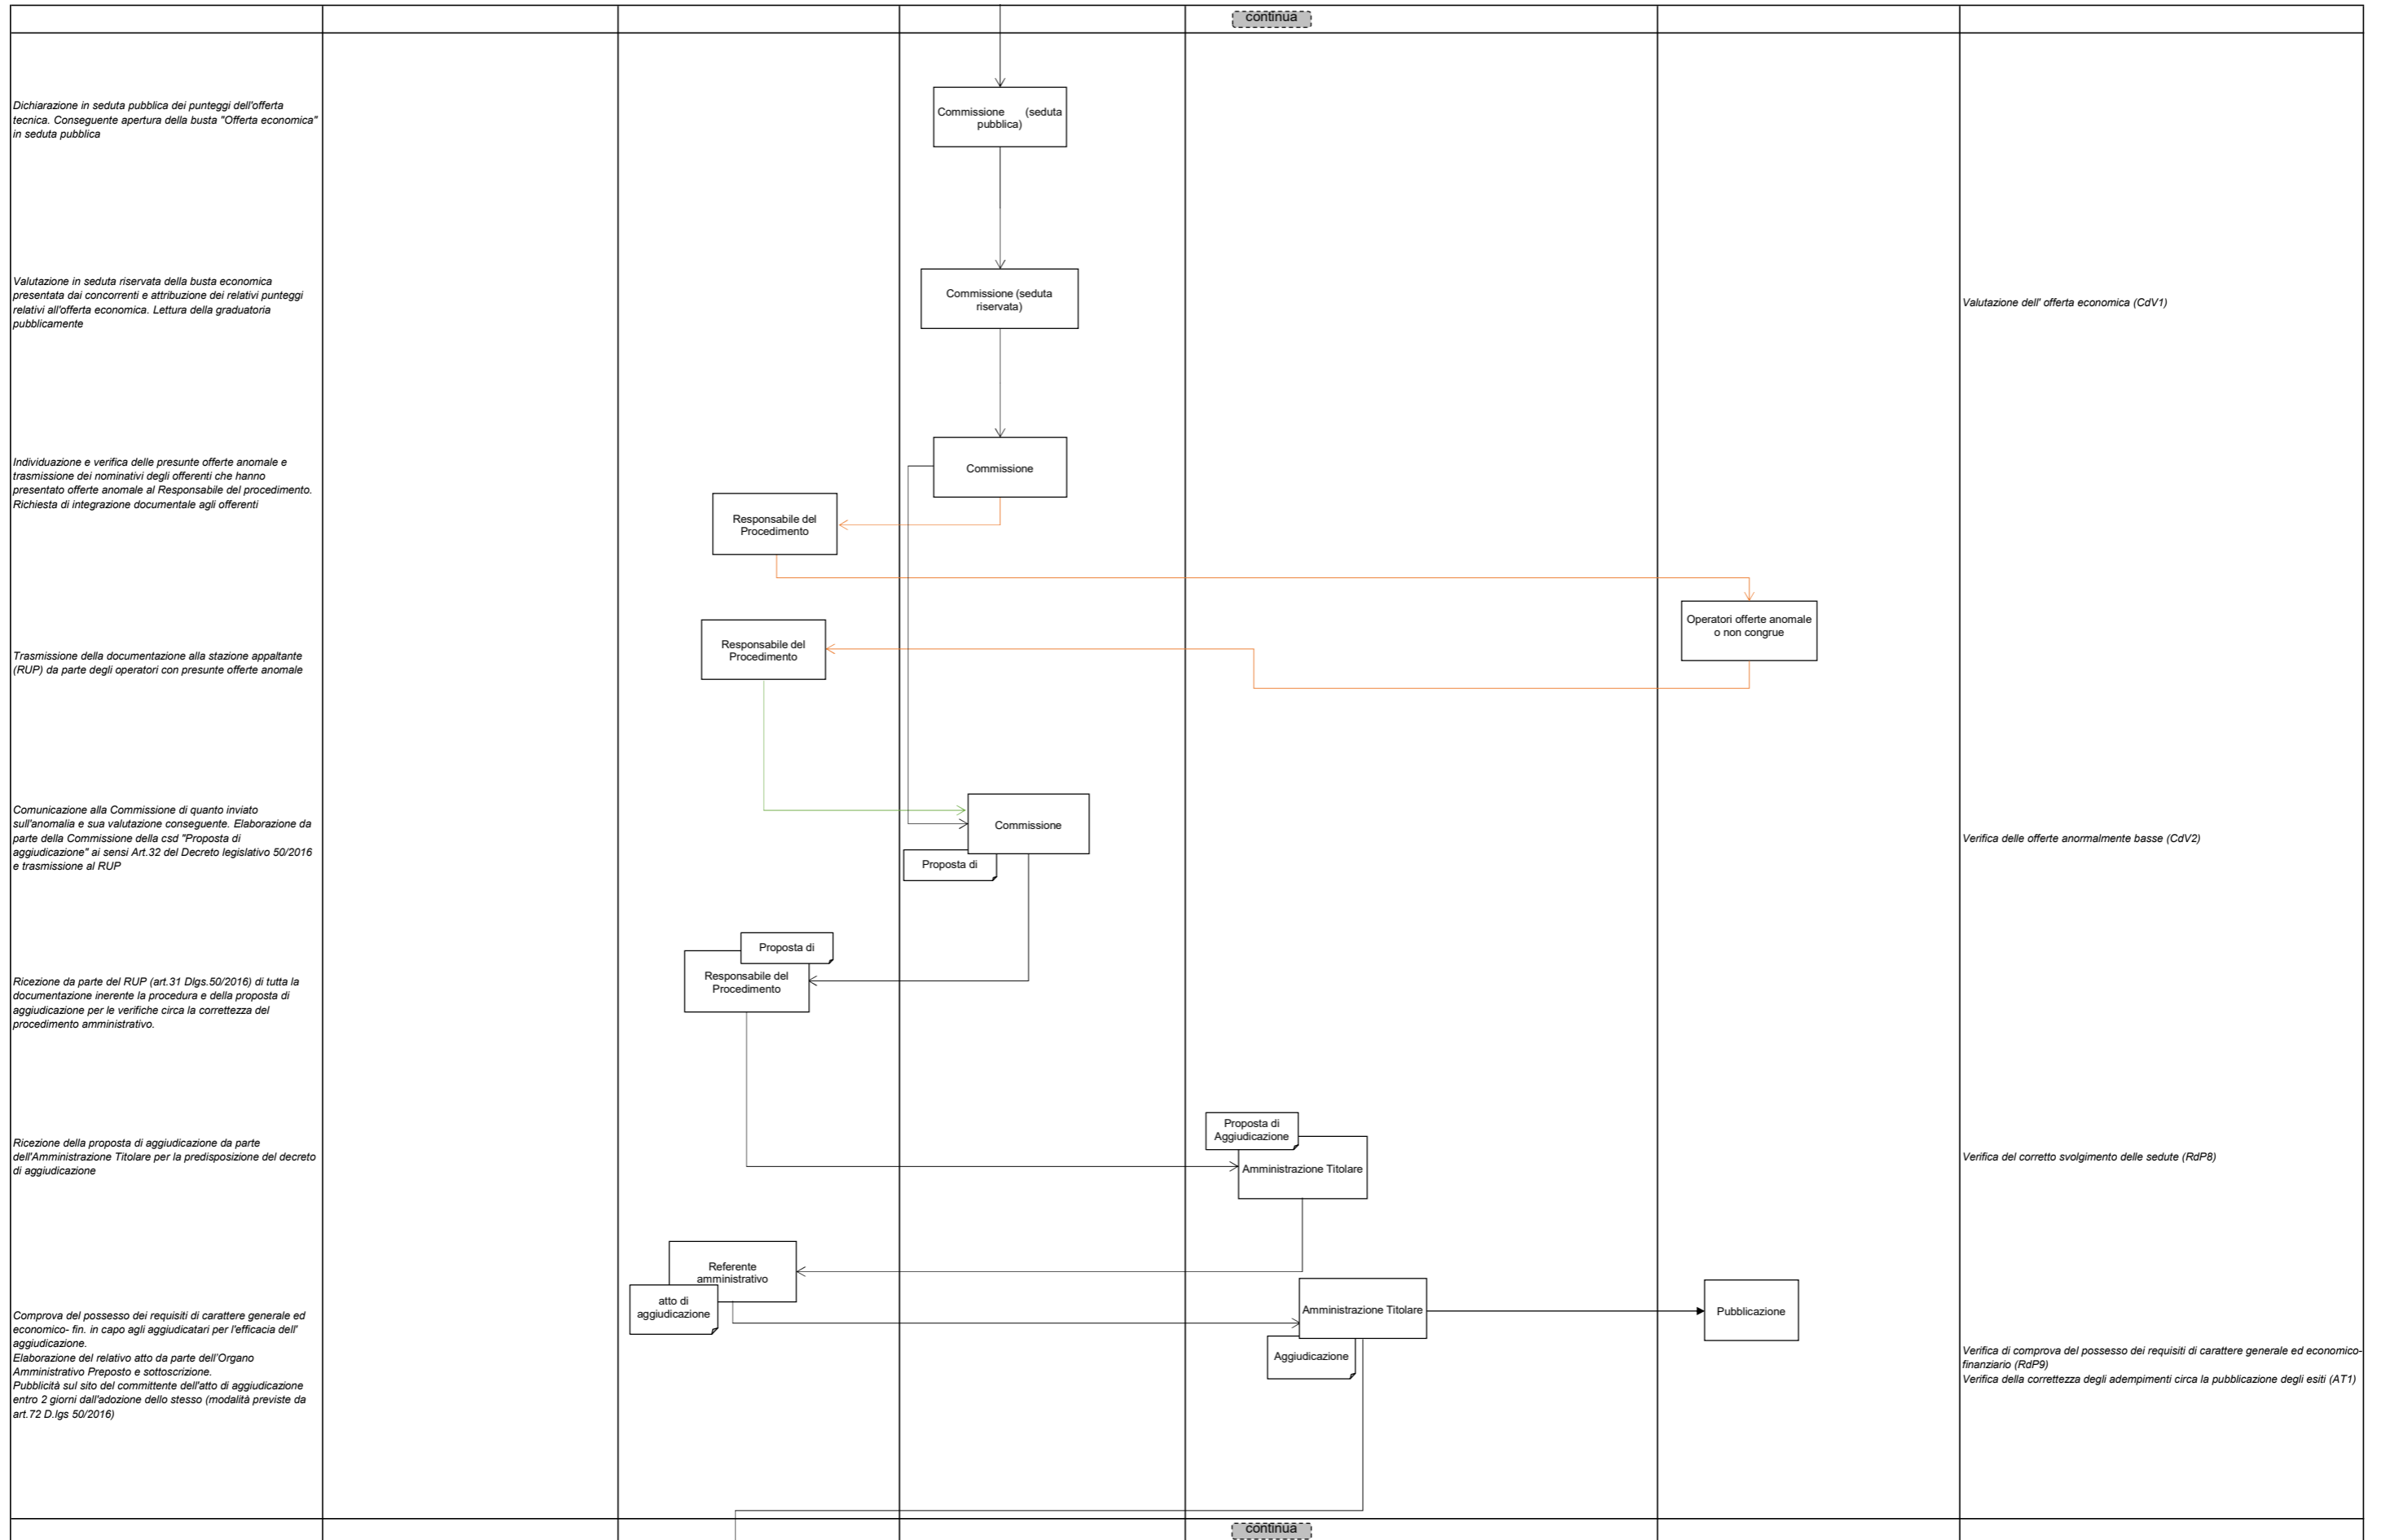 continua
Dichiarazione in seduta pubblica dei punteggi dell'offerta
tecnica. Conseguente apertura della busta "Offerta economica"
in seduta pubblica
Commissione (seduta
pubblica)
Valutazione in seduta riservata della busta economica
presentata dai concorrenti e attribuzione dei relativi punteggi
relativi all'offerta economica. Lettura della graduatoria
pubblicamente
Commissione (seduta
riservata)
Valutazione dell' offerta economica (CdV1)
Individuazione e verifica delle presunte offerte anomale e
trasmissione dei nominativi degli offerenti che hanno
presentato offerte anomale al Responsabile del procedimento.
Richiesta di integrazione documentale agli offerenti
Commissione
Responsabile del
Procedimento
Operatori offerte anomale
o non congrue
Trasmissione della documentazione alla stazione appaltante
(RUP) da parte degli operatori con presunte offerte anomale
Responsabile del
Procedimento
Comunicazione alla Commissione di quanto inviato
sull'anomalia e sua valutazione conseguente. Elaborazione da
parte della Commissione della csd "Proposta di
aggiudicazione" ai sensi Art.32 del Decreto legislativo 50/2016
e trasmissione al RUP
Commissione
Proposta di
Verifica delle offerte anormalmente basse (CdV2)
Ricezione da parte del RUP (art.31 Dlgs.50/2016) di tutta la
documentazione inerente la procedura e della proposta di
aggiudicazione per le verifiche circa la correttezza del
procedimento amministrativo.
Proposta di
Responsabile del
Procedimento
Ricezione della proposta di aggiudicazione da parte
dell'Amministrazione Titolare per la predisposizione del decreto
di aggiudicazione
Proposta di
Aggiudicazione
Amministrazione Titolare
Verifica del corretto svolgimento delle sedute (RdP8)
Referente
amministrativo
atto di
aggiudicazione
Amministrazione Titolare
Aggiudicazione
Pubblicazione
Comprova del possesso dei requisiti di carattere generale ed
economico- fin. in capo agli aggiudicatari per l'efficacia dell'
aggiudicazione.
Elaborazione del relativo atto da parte dell'Organo
Amministrativo Preposto e sottoscrizione.
Pubblicità sul sito del committente dell'atto di aggiudicazione
entro 2 giorni dall'adozione dello stesso (modalità previste da
art.72 D.lgs 50/2016)
Verifica di comprova del possesso dei requisiti di carattere generale ed economico-
finanziario (RdP9)
Verifica della correttezza degli adempimenti circa la pubblicazione degli esiti (AT1)
continua